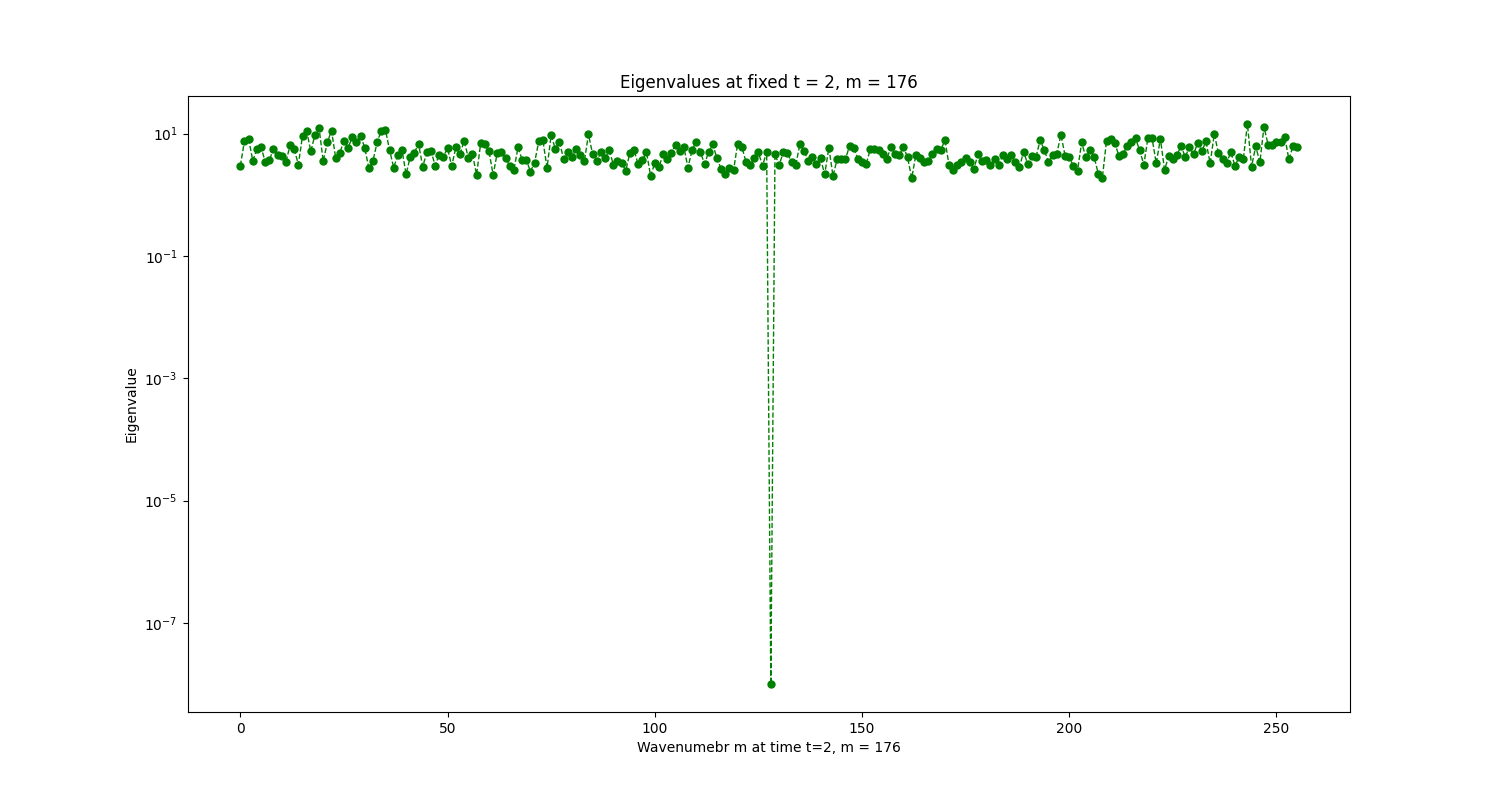 Eigenvalues at fixed t = 2, m = 176
Eigenvalue
10^1
10^-1
10^-3
10^-5
10^-7
0 50 100 150 200 250
Wavenumebr m at time t=2, m = 176